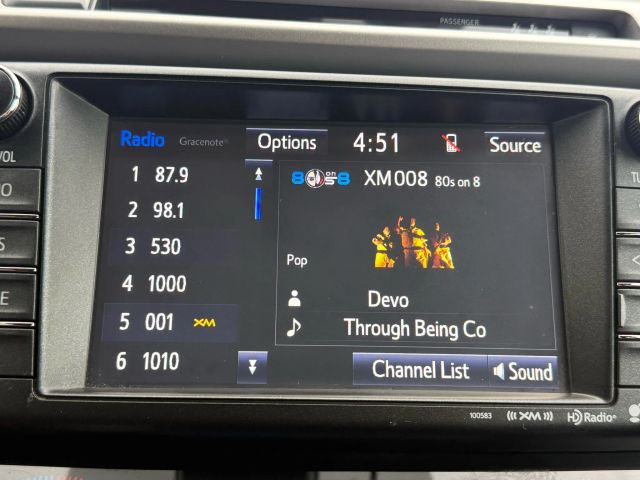 PASSENGER
Radio Gracenote® Options 4:51 Source
VOL
1 87.9
2 98.1
3 530
4 1000
5 001 XM
6 1010
8 on 8 XM008 80s on 8
Pop
Devo
Through Being Co
Channel List Sound
100583 XM HD Radio®